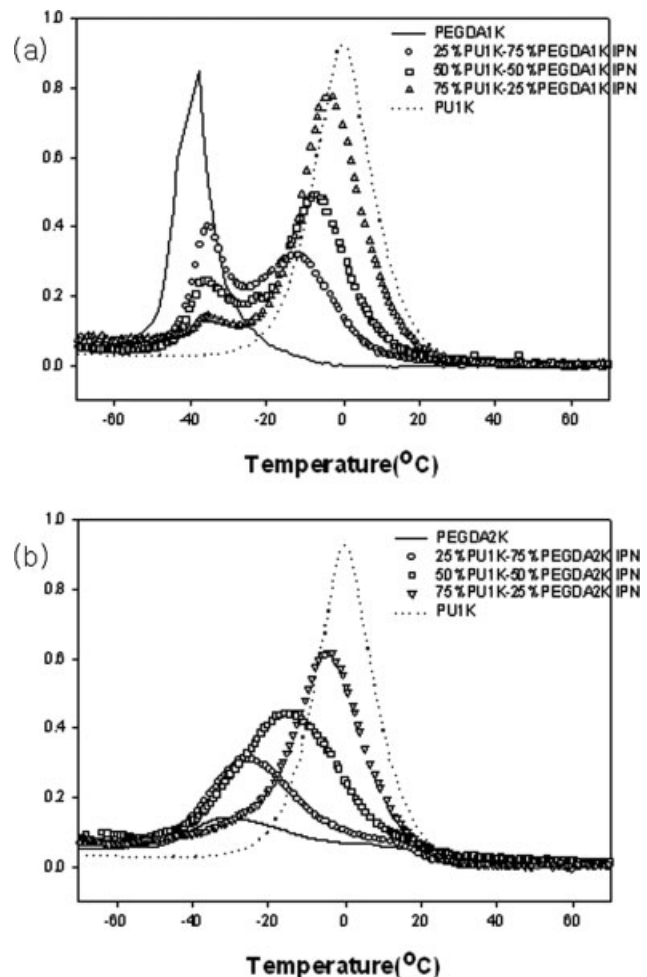 (a)
1.0
0.8
0.6
0.4
0.2
0.0
PEGDA1K
25%PU1K-75%PEGDA1K IPN
50%PU1K-50%PEGDA1K IPN
75%PU1K-25%PEGDA1K IPN
PU1K
-60 -40 -20 0 20 40 60
Temperature(°C)
(b)
1.0
0.8
0.6
0.4
0.2
0.0
PEGDA2K
25%PU1K-75%PEGDA2K IPN
50%PU1K-50%PEGDA2K IPN
75%PU1K-25%PEGDA2K IPN
PU1K
-60 -40 -20 0 20 40 60
Temperature(°C)